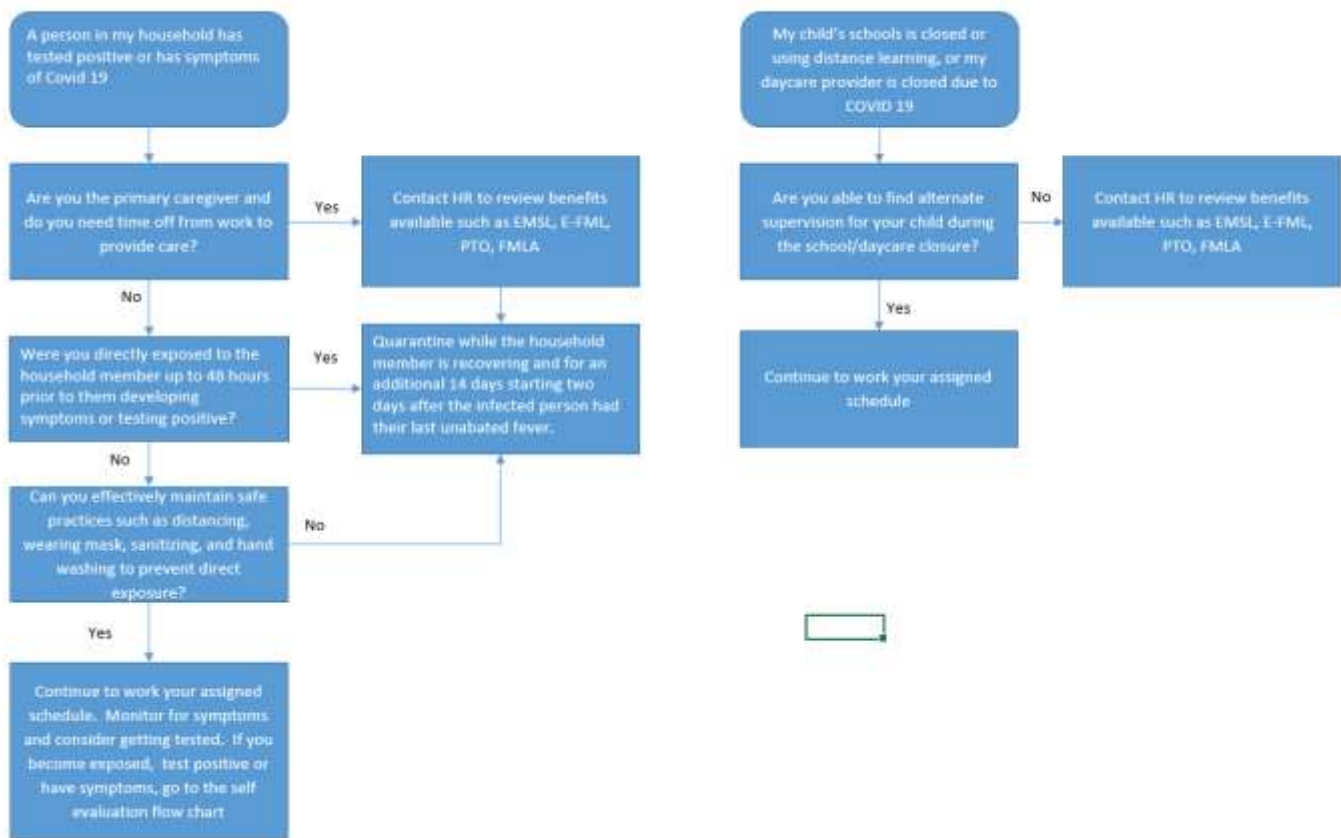 A person in my household has
tested positive or has symptoms
of Covid 19
Are you the primary caregiver and
do you need time off from work to
provide care?
Yes
Contact HR to review benefits
available such as EMSL, E-FML,
PTO, FMLA
No
Were you directly exposed to the
household member up to 48 hours
prior to them developing
symptoms or testing positive?
Yes
Quarantine while the household
member is recovering and for an
additional 14 days starting two
days after the infected person had
their last unabated fever.
No
Can you effectively maintain safe
practices such as distancing,
wearing mask, sanitizing, and hand
washing to prevent direct
exposure?
No
Yes
Continue to work your assigned
schedule. Monitor for symptoms
and consider getting tested. If you
become exposed, test positive or
have symptoms, go to the self
evaluation flow chart
My child's schools is closed or
using distance learning, or my
daycare provider is closed due to
COVID 19
Are you able to find alternate
supervision for your child during
the school/daycare closure?
No
Contact HR to review benefits
available such as EMSL, E-FML,
PTO, FMLA
Yes
Continue to work your assigned
schedule